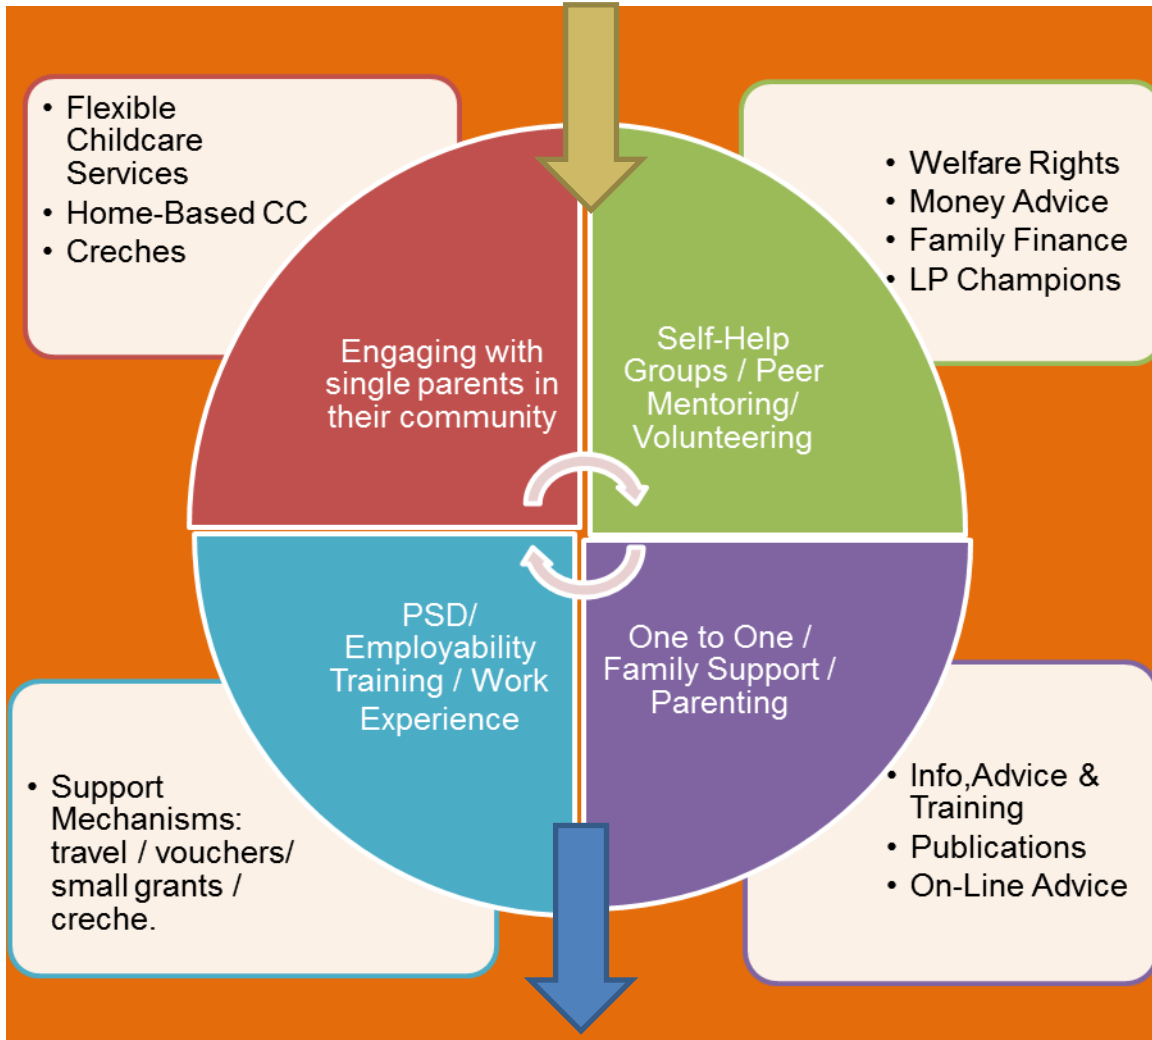 • Flexible
Childcare
Services
• Home-Based CC
• Creches
• Welfare Rights
• Money Advice
• Family Finance
• LP Champions
Engaging with
single parents in
their community
Self-Help
Groups / Peer
Mentoring/
Volunteering
PSD/
Employability
Training / Work
Experience
One to One /
Family Support /
Parenting
• Support
Mechanisms:
travel / vouchers/
small grants /
creche.
• Info,Advice &
Training
• Publications
• On-Line Advice